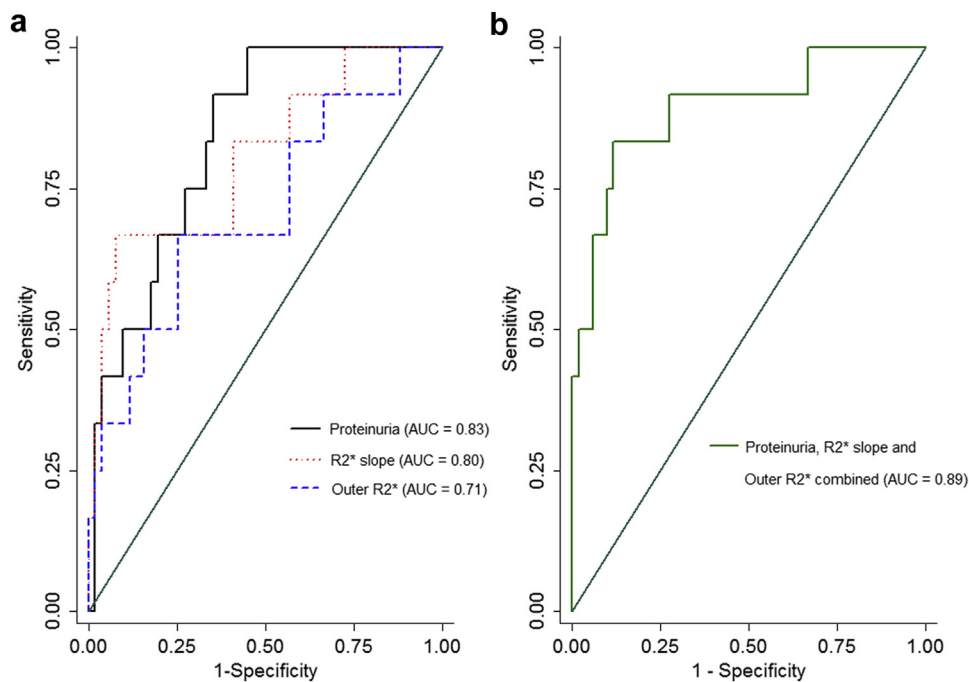 a
1.00
0.75
0.50
0.25
0.00
Sensitivity
Proteinuria (AUC = 0.83)
R2* slope (AUC = 0.80)
Outer R2* (AUC = 0.71)
0.00 0.25 0.50 0.75 1.00
1-Specificity
b
1.00
0.75
0.50
0.25
0.00
Sensitivity
Proteinuria, R2* slope and
Outer R2* combined (AUC = 0.89)
0.00 0.25 0.50 0.75 1.00
1 - Specificity